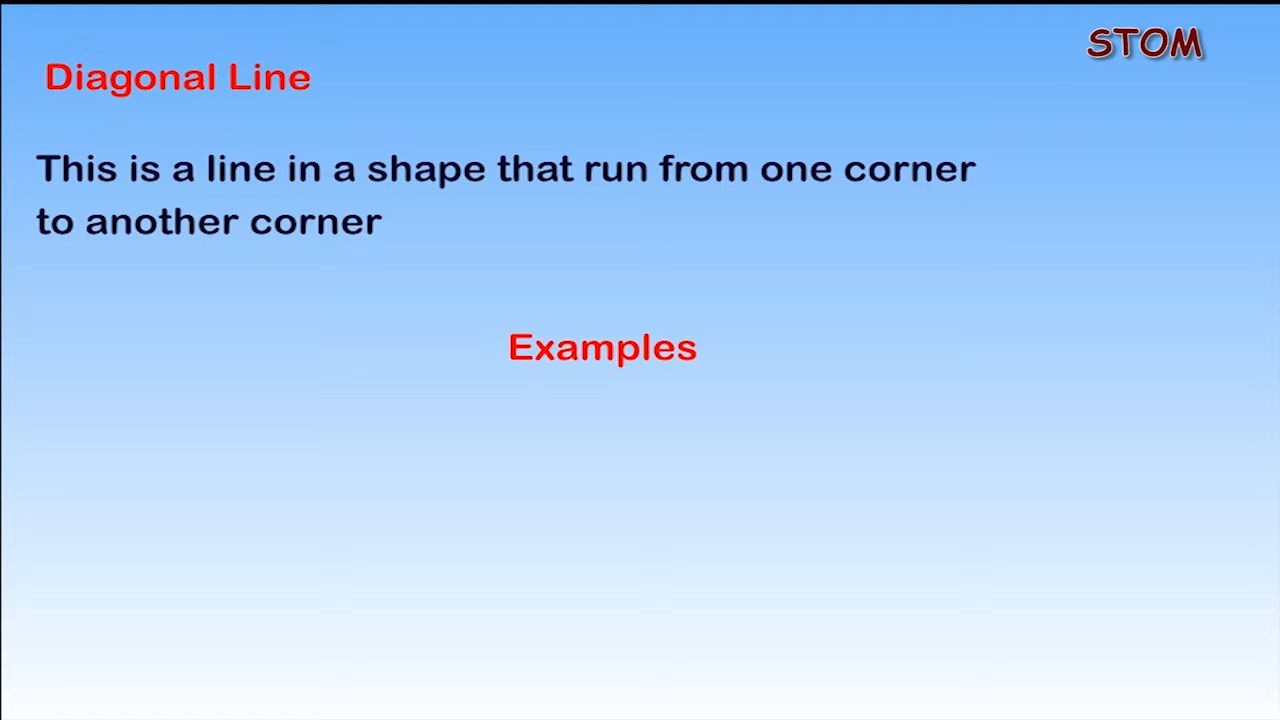 STOM
Diagonal Line
This is a line in a shape that run from one corner
to another corner
Examples